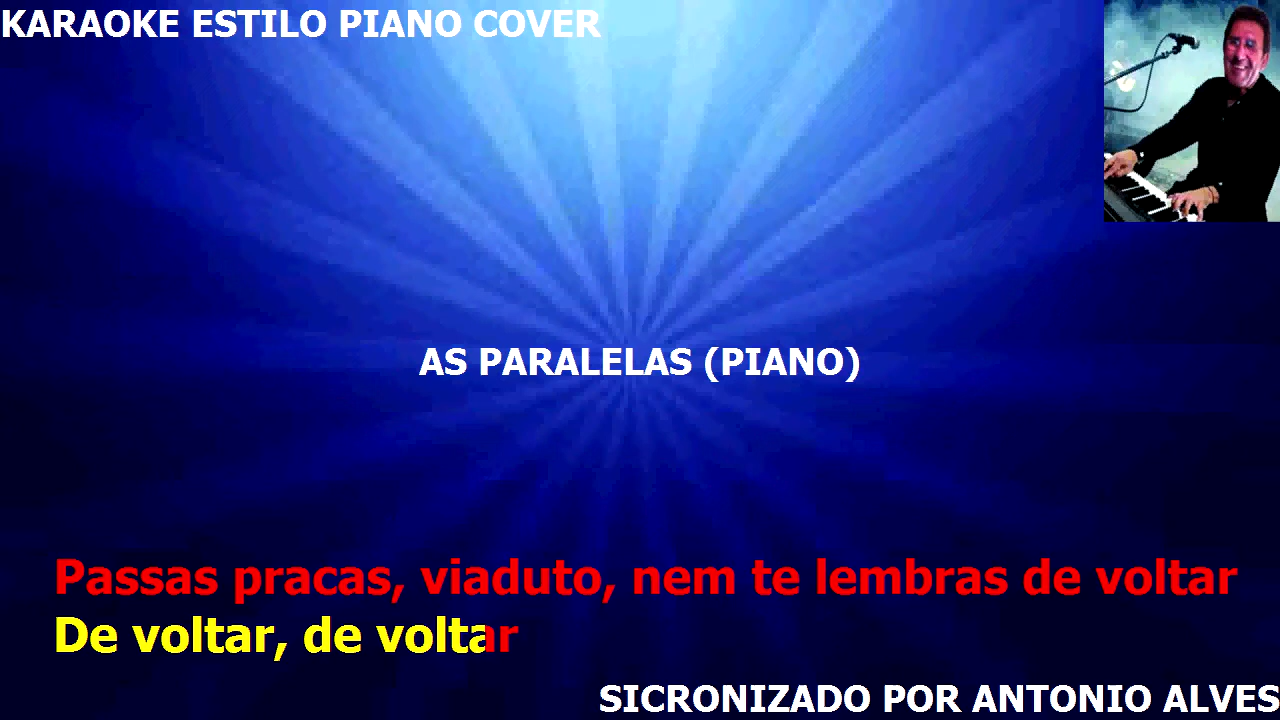 KARAOKE ESTILO PIANO COVER
AS PARALELAS (PIANO)
Passas pracas, viaduto, nem te lembras de voltar
De voltar, de voltar
SICRONIZADO POR ANTONIO ALVES